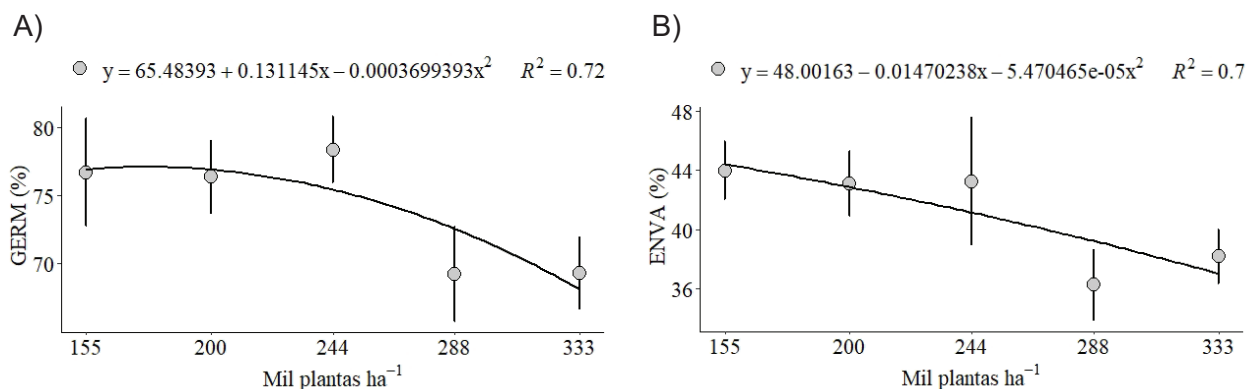 A)
y = 65.48393 + 0.131145x − 0.0003699393x² R² = 0.72
GERM (%)
80
75
70
155 200 244 288 333
Mil plantas ha⁻¹
B)
y = 48.00163 − 0.01470238x − 5.470465e-05x² R² = 0.7
ENVA (%)
48
44
40
36
155 200 244 288 333
Mil plantas ha⁻¹